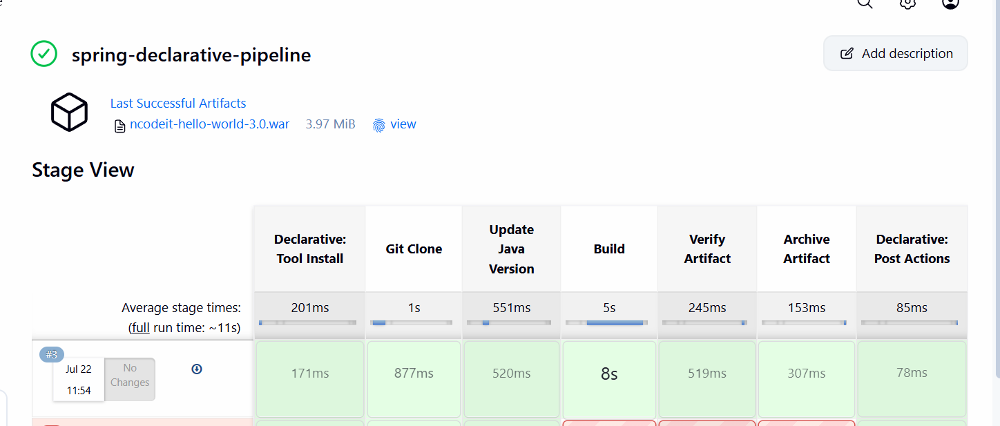 spring-declarative-pipeline
Add description
Last Successful Artifacts
ncodeit-hello-world-3.0.war 3.97 MiB view
Stage View
Declarative: Tool Install
Git Clone
Update Java Version
Build
Verify Artifact
Archive Artifact
Declarative: Post Actions
Average stage times:
(full run time: ~11s)
201ms 1s 551ms 5s 245ms 153ms 85ms
#3
Jul 22
11:54
No Changes
171ms 877ms 520ms 8s 519ms 307ms 78ms